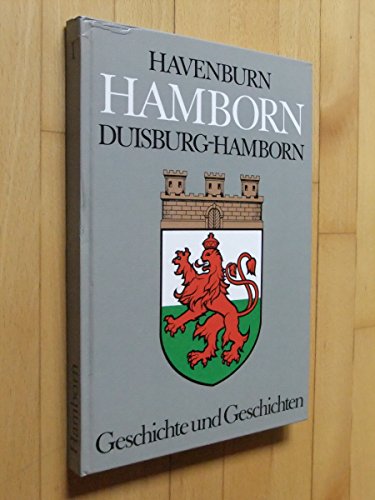 HAVENBURN
HAMBORN
DUISBURG-HAMBORN
Geschichte und Geschichten
Hamborn